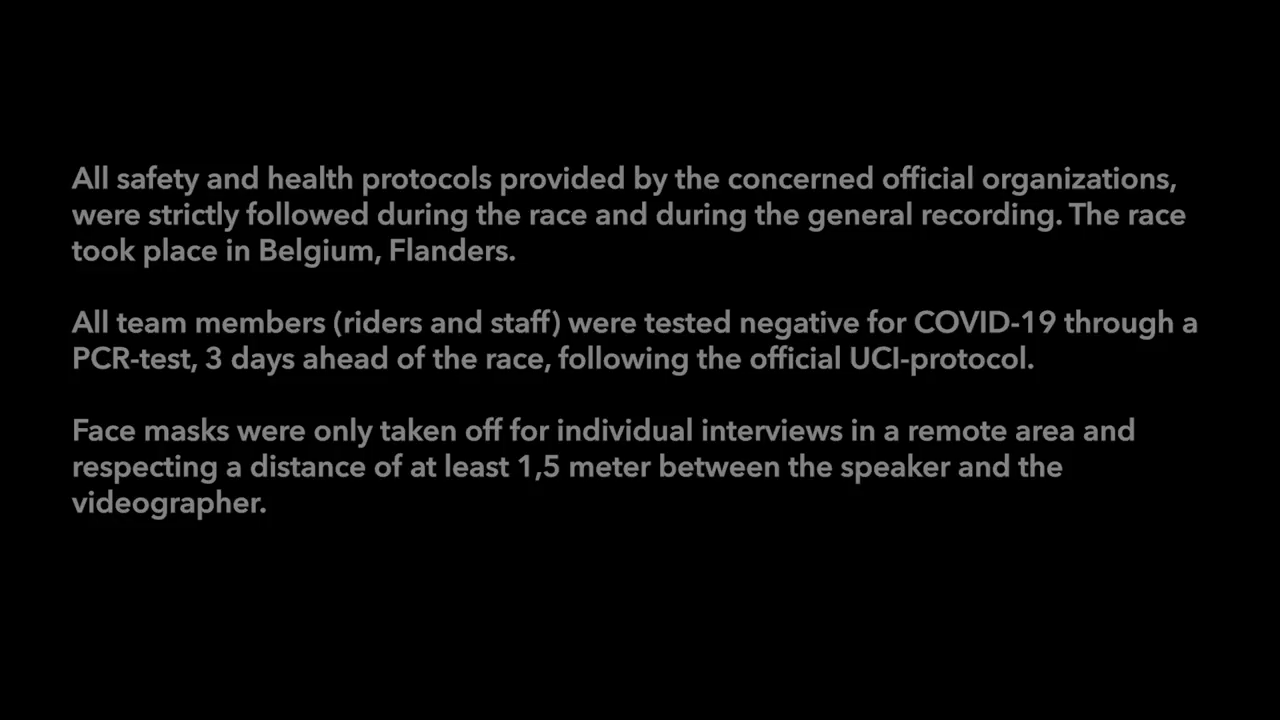 All safety and health protocols provided by the concerned official organizations,
were strictly followed during the race and during the general recording. The race
took place in Belgium, Flanders.
All team members (riders and staff) were tested negative for COVID-19 through a
PCR-test, 3 days ahead of the race, following the official UCI-protocol.
Face masks were only taken off for individual interviews in a remote area and
respecting a distance of at least 1,5 meter between the speaker and the
videographer.